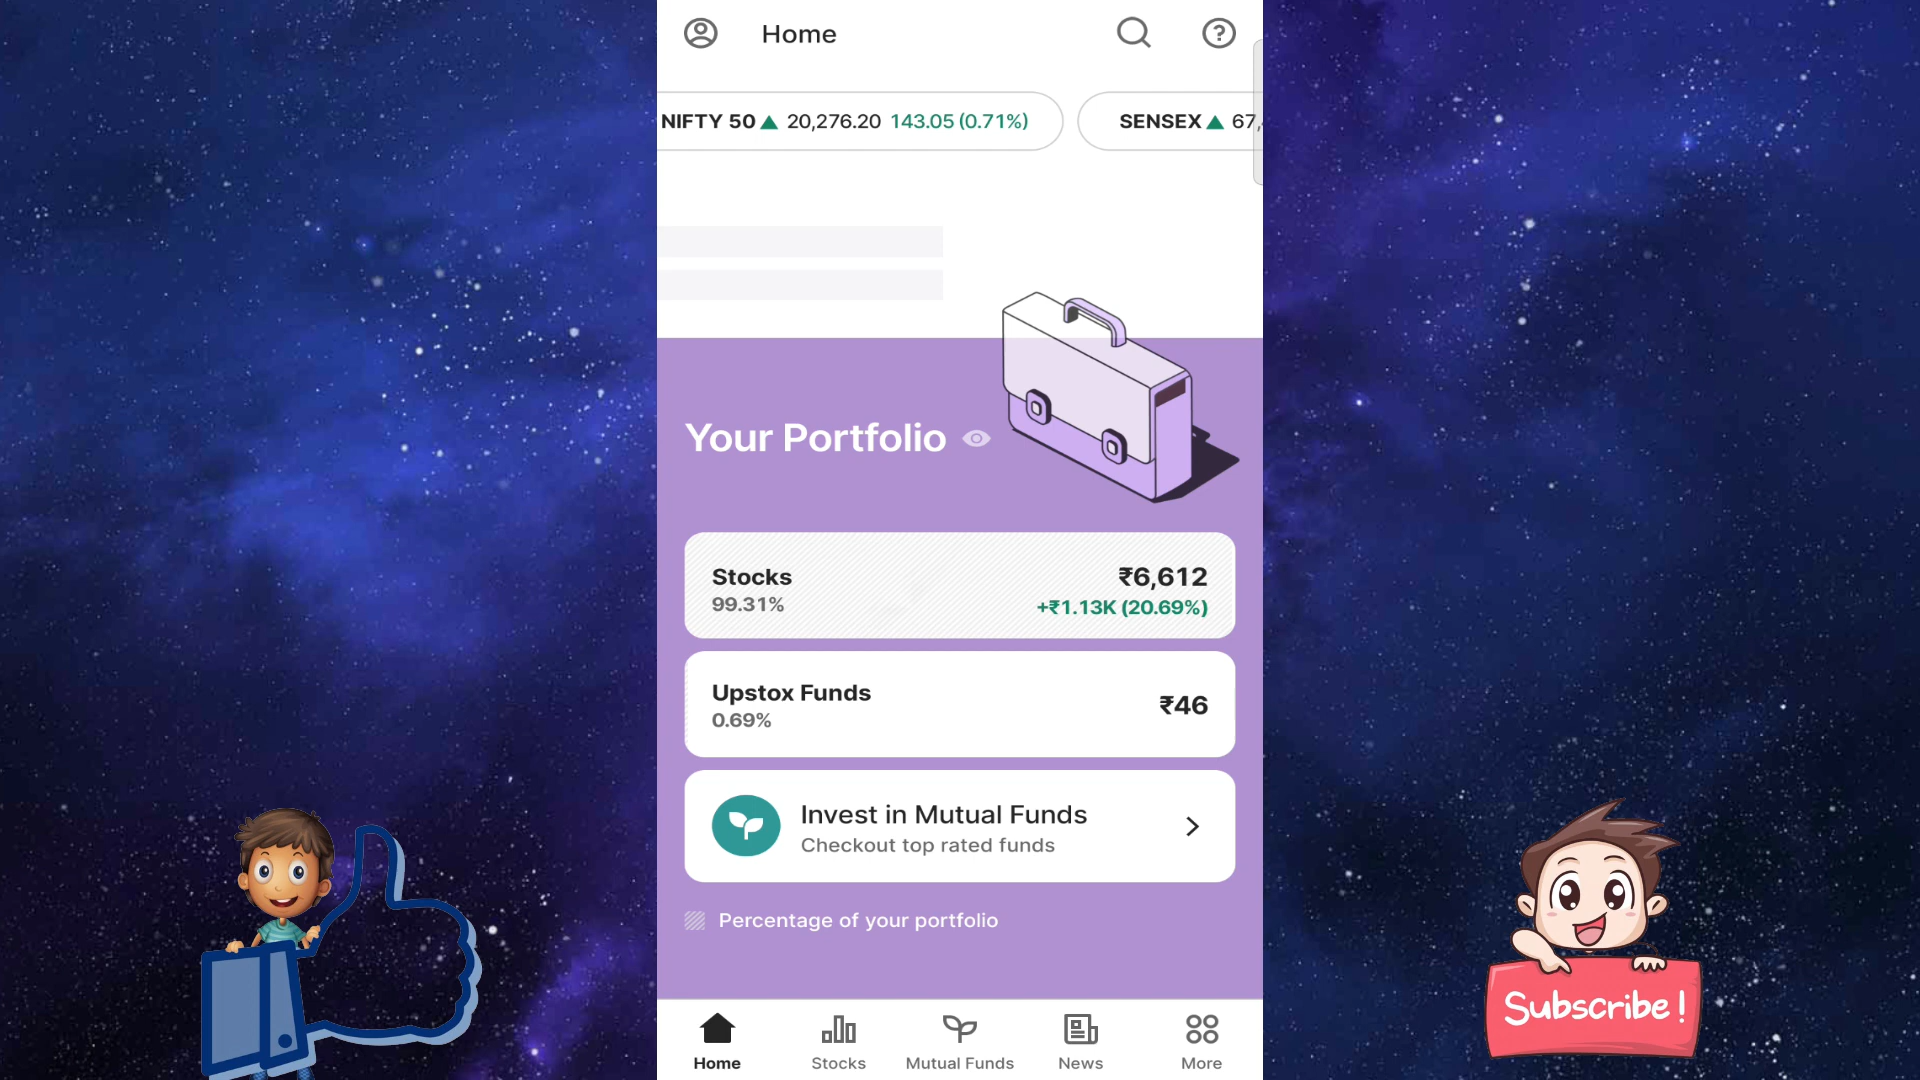 Home
NIFTY 50 ▲ 20,276.20 143.05 (0.71%)
SENSEX ▲ 67,
Your Portfolio
Stocks
99.31%
₹6,612
+₹1.13K (20.69%)
Upstox Funds
0.69%
₹46
Invest in Mutual Funds
Checkout top rated funds
Percentage of your portfolio
Home
Stocks
Mutual Funds
News
More
Subscribe!